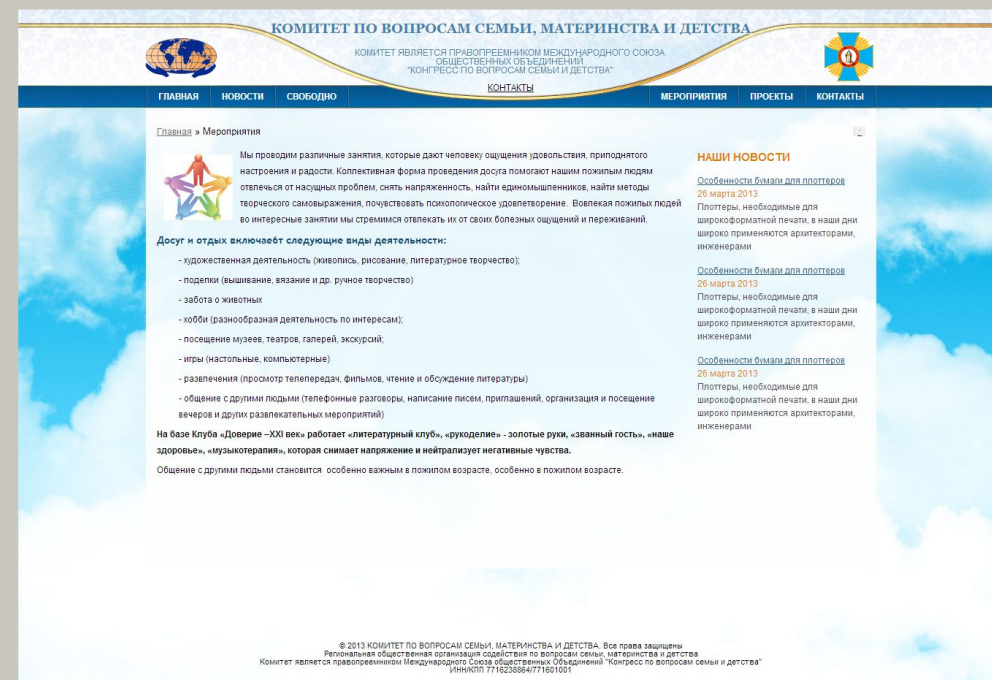 КОМИТЕТ ПО ВОПРОСАМ СЕМЬИ, МАТЕРИНСТВА И ДЕТСТВА
КОМИТЕТ ЯВЛЯЕТСЯ ПРАВОПРЕЕМНИКОМ МЕЖДУНАРОДНОГО СОЮЗА
ОБЩЕСТВЕННЫХ ОБЪЕДИНЕНИЙ
"КОНГРЕСС ПО ВОПРОСАМ СЕМЬИ И ДЕТСТВА"
КОНТАКТЫ
ГЛАВНАЯ НОВОСТИ СВОБОДНО МЕРОПРИЯТИЯ ПРОЕКТЫ КОНТАКТЫ
Главная » Мероприятия
Мы проводим различные занятия, которые дают человеку ощущения удовольствия, приподнятого
настроения и радости. Коллективная форма проведения досуга помогают нашим пожилым людям
отвлечься от насущных проблем, снять напряженность, найти единомышленников, найти методы
творческого самовыражения, почувствовать психологическое удовлетворение. Вовлекая пожилых людей
во интересные занятии мы стремимся отвлекать их от своих болезных ощущений и переживаний.
Досуг и отдых включаебт следующие виды деятельности:
- художественная деятельность (живопись, рисование, литературное творчество);
- поделки (вышивание, вязание и др. ручное творчество)
- забота о животных
- хобби (разнообразная деятельность по интересам);
- посещение музеев, театров, галерей, экскурсий;
- игры (настольные, компьютерные)
- развлечения (просмотр телепередач, фильмов, чтение и обсуждение литературы)
- общение с другими людьми (телефонные разговоры, написание писем, приглашений, организация и посещение
вечеров и других развлекательных мероприятий)
На базе Клуба «Доверие –XXI век» работает «литературный клуб», «рукоделие» - золотые руки, «званный гость», «наше
здоровье», «музыкотерапия», которая снимает напряжение и нейтрализует негативные чувства.
Общение с другими людьми становится особенно важным в пожилом возрасте, особенно в пожилом возрасте.
НАШИ НОВОСТИ
Особенности бумаги для плоттеров
26 марта 2013
Плоттеры, необходимые для
широкоформатной печати, в наши дни
широко применяются архитекторами,
инженерами
Особенности бумаги для плоттеров
26 марта 2013
Плоттеры, необходимые для
широкоформатной печати, в наши дни
широко применяются архитекторами,
инженерами
Особенности бумаги для плоттеров
26 марта 2013
Плоттеры, необходимые для
широкоформатной печати, в наши дни
широко применяются архитекторами,
инженерами
© 2013 КОМИТЕТ ПО ВОПРОСАМ СЕМЬИ, МАТЕРИНСТВА И ДЕТСТВА. Все права защищены
Региональная общественная организация содействия по вопросам семьи, материнства и детства
Комитет является правопреемником Международного Союза общественных Объединений "Конгресс по вопросам семьи и детства"
ИНН/КПП 7716238864/771601001